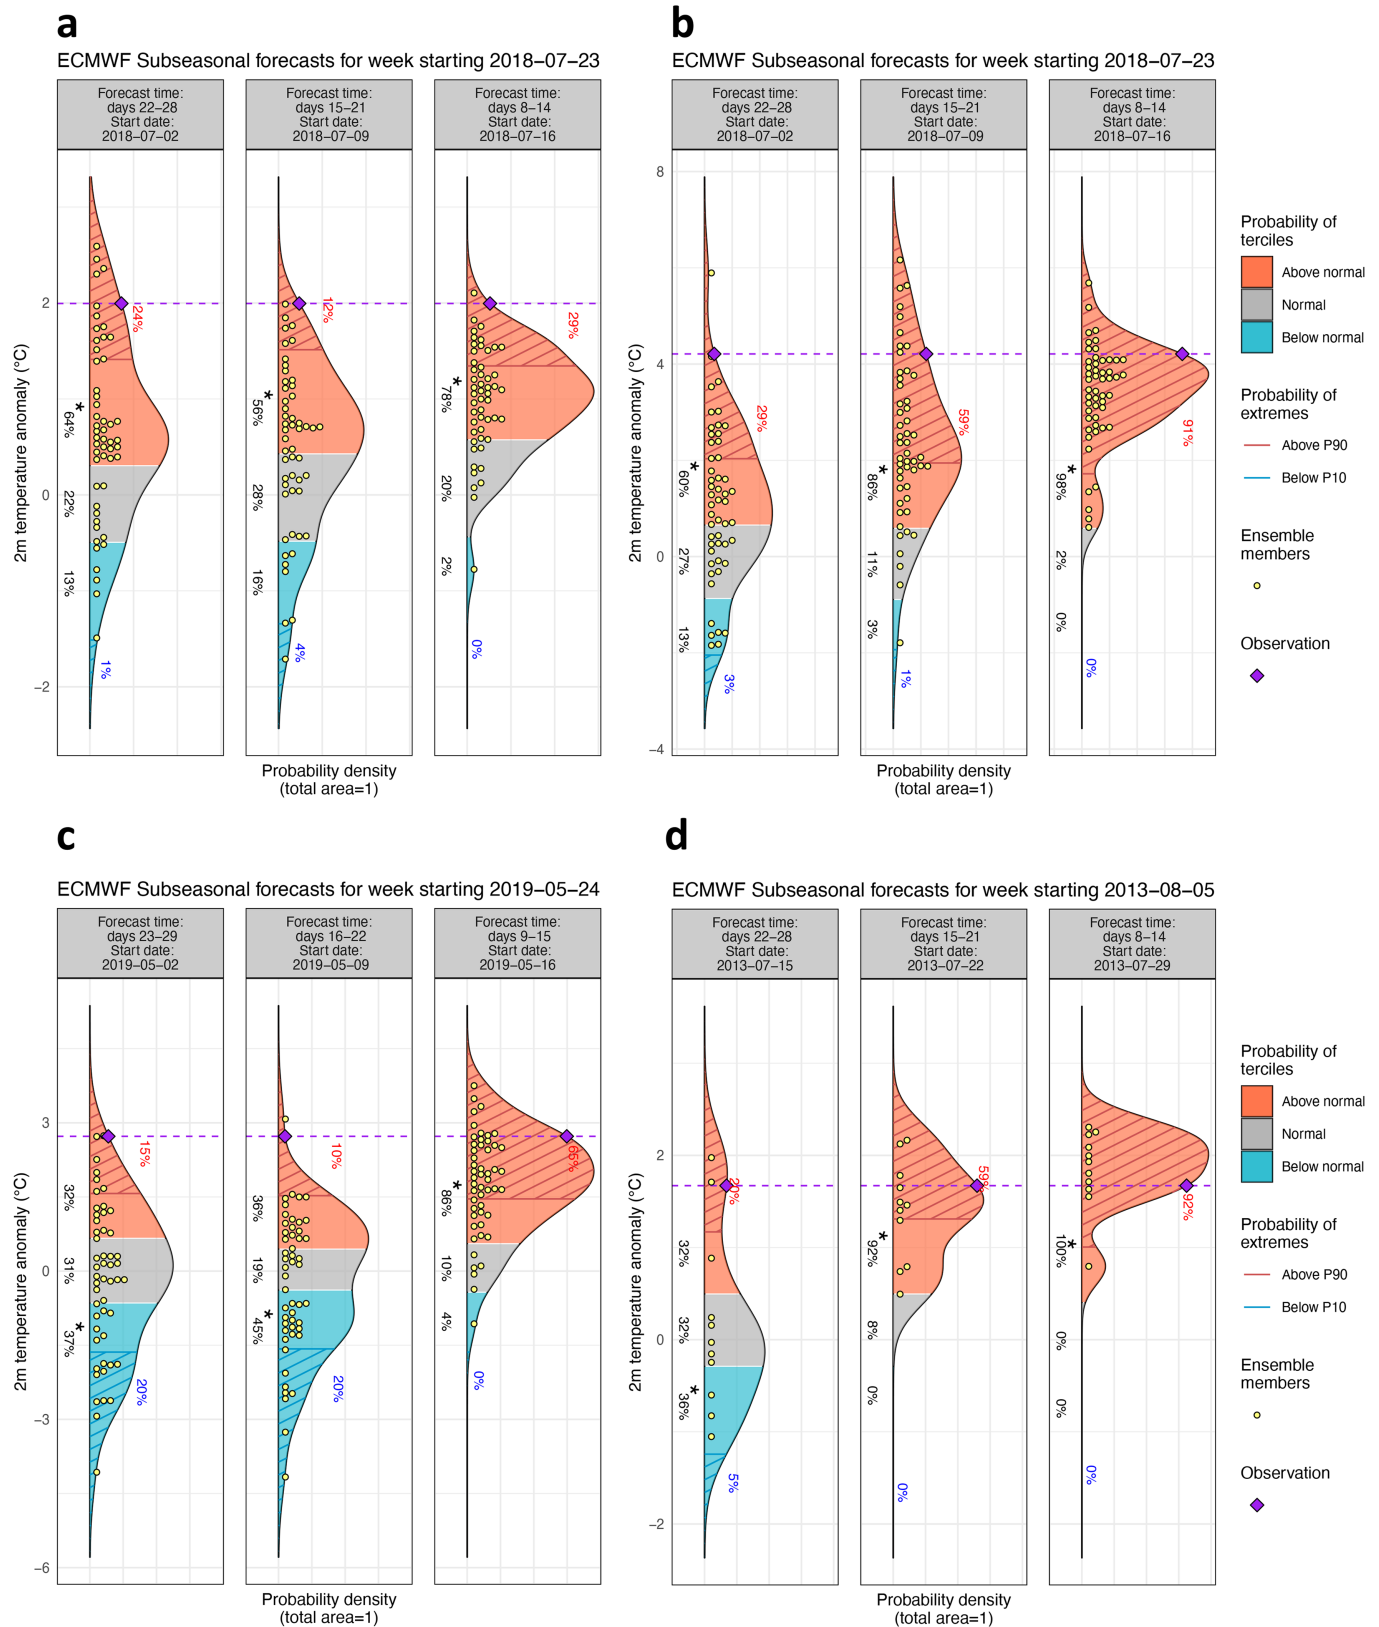 a
ECMWF Subseasonal forecasts for week starting 2018−07−23
Forecast time:
days 22−28
Start date:
2018−07−02
Forecast time:
days 15−21
Start date:
2018−07−09
Forecast time:
days 8−14
Start date:
2018−07−16
2m temperature anomaly (°C)
2
0
−2
24%
*
64%
22%
13%
1%
12%
*
56%
28%
16%
4%
29%
*
78%
20%
2%
0%
Probability density
(total area=1)
b
ECMWF Subseasonal forecasts for week starting 2018−07−23
Forecast time:
days 22−28
Start date:
2018−07−02
Forecast time:
days 15−21
Start date:
2018−07−09
Forecast time:
days 8−14
Start date:
2018−07−16
2m temperature anomaly (°C)
8
4
0
−4
29%
*
60%
27%
13%
3%
59%
*
86%
11%
3%
1%
91%
*
98%
2%
0%
0%
Probability density
(total area=1)
Probability of
terciles
Above normal
Normal
Below normal
Probability of
extremes
Above P90
Below P10
Ensemble
members
Observation
c
ECMWF Subseasonal forecasts for week starting 2019−05−24
Forecast time:
days 23−29
Start date:
2019−05−02
Forecast time:
days 16−22
Start date:
2019−05−09
Forecast time:
days 9−15
Start date:
2019−05−16
2m temperature anomaly (°C)
3
0
−3
−6
15%
32%
31%
*
37%
20%
10%
36%
19%
*
45%
20%
65%
*
86%
10%
4%
0%
Probability density
(total area=1)
d
ECMWF Subseasonal forecasts for week starting 2013−08−05
Forecast time:
days 22−28
Start date:
2013−07−15
Forecast time:
days 15−21
Start date:
2013−07−22
Forecast time:
days 8−14
Start date:
2013−07−29
2m temperature anomaly (°C)
2
0
−2
20%
32%
32%
*
36%
5%
59%
*
92%
8%
0%
0%
92%
*
100%
0%
0%
0%
Probability density
(total area=1)
Probability of
terciles
Above normal
Normal
Below normal
Probability of
extremes
Above P90
Below P10
Ensemble
members
Observation